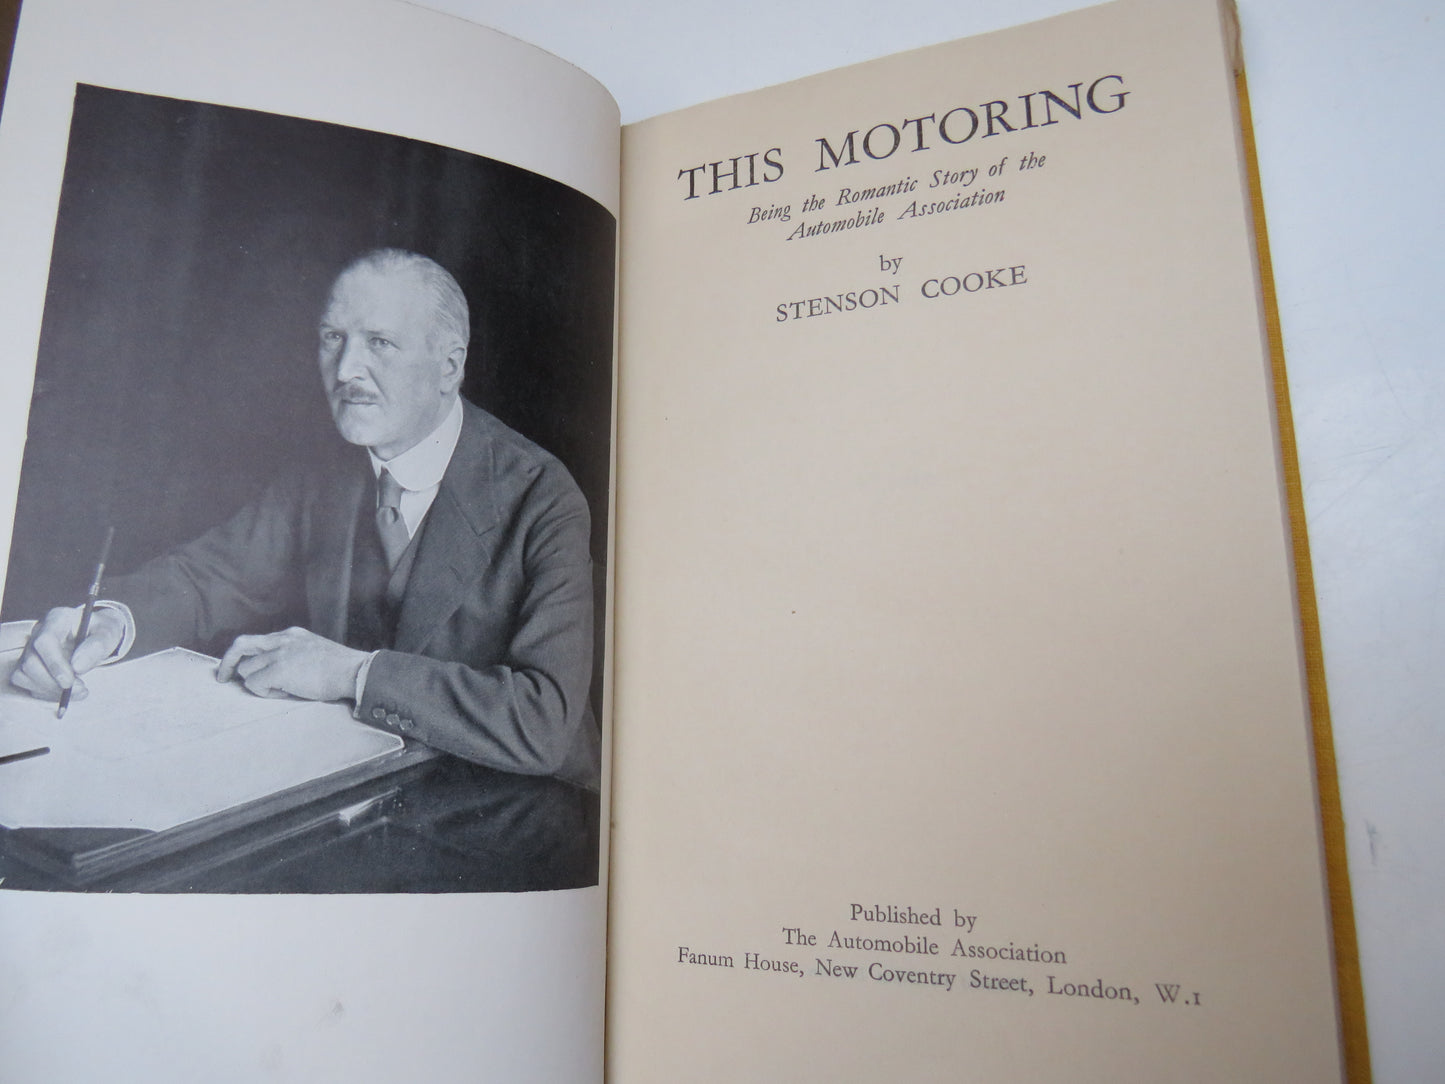 THIS MOTORING
Being the Romantic Story of the
Automobile Association
by
STENSON COOKE
Published by
The Automobile Association
Fanum House, New Coventry Street, London, W.1